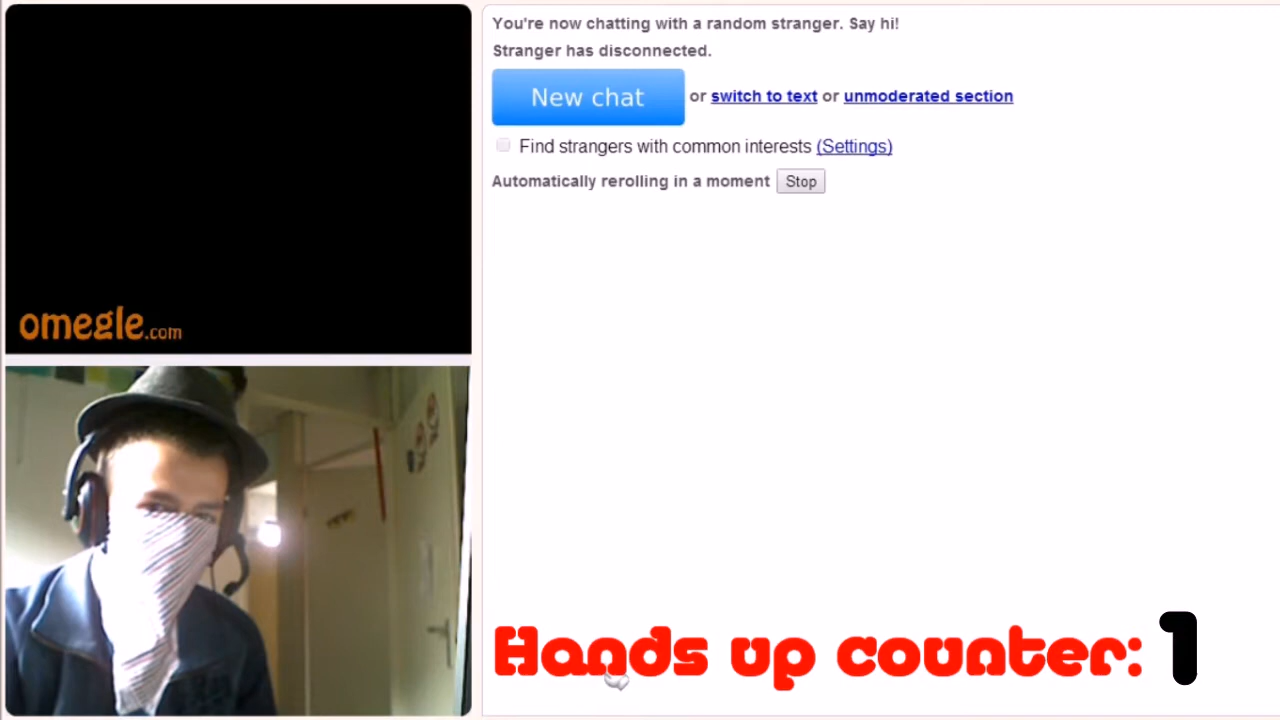 You're now chatting with a random stranger. Say hi!
Stranger has disconnected.
New chat or switch to text or unmoderated section
Find strangers with common interests (Settings)
Automatically rerolling in a moment Stop
omegle.com
Hands up counter: 1